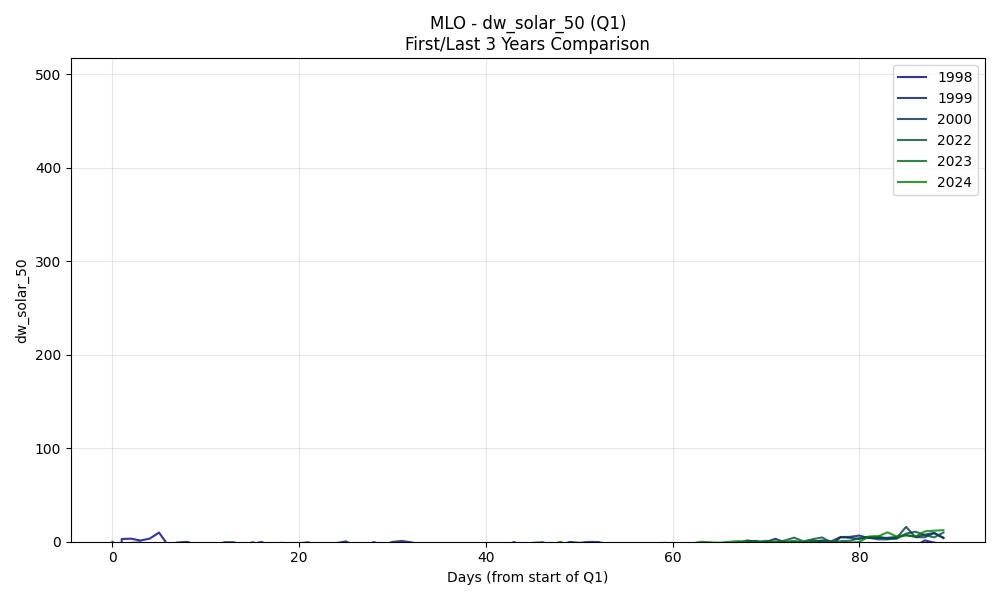 MLO - dw_solar_50 (Q1)
First/Last 3 Years Comparison
1998
1999
2000
2022
2023
2024
500
400
300
200
100
0
dw_solar_50
0 20 40 60 80
Days (from start of Q1)